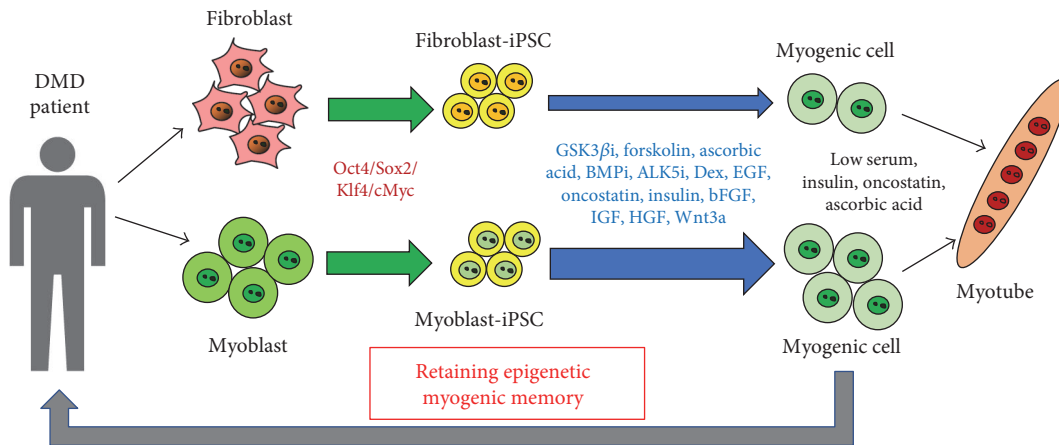 Fibroblast
Fibroblast-iPSC
Myogenic cell
DMD
patient
Oct4/Sox2/
Klf4/cMyc
GSK3βi, forskolin, ascorbic
acid, BMPi, ALK5i, Dex, EGF,
oncostatin, insulin, bFGF,
IGF, HGF, Wnt3a
Low serum,
insulin, oncostatin,
ascorbic acid
Myotube
Myoblast
Myoblast-iPSC
Myogenic cell
Retaining epigenetic
myogenic memory